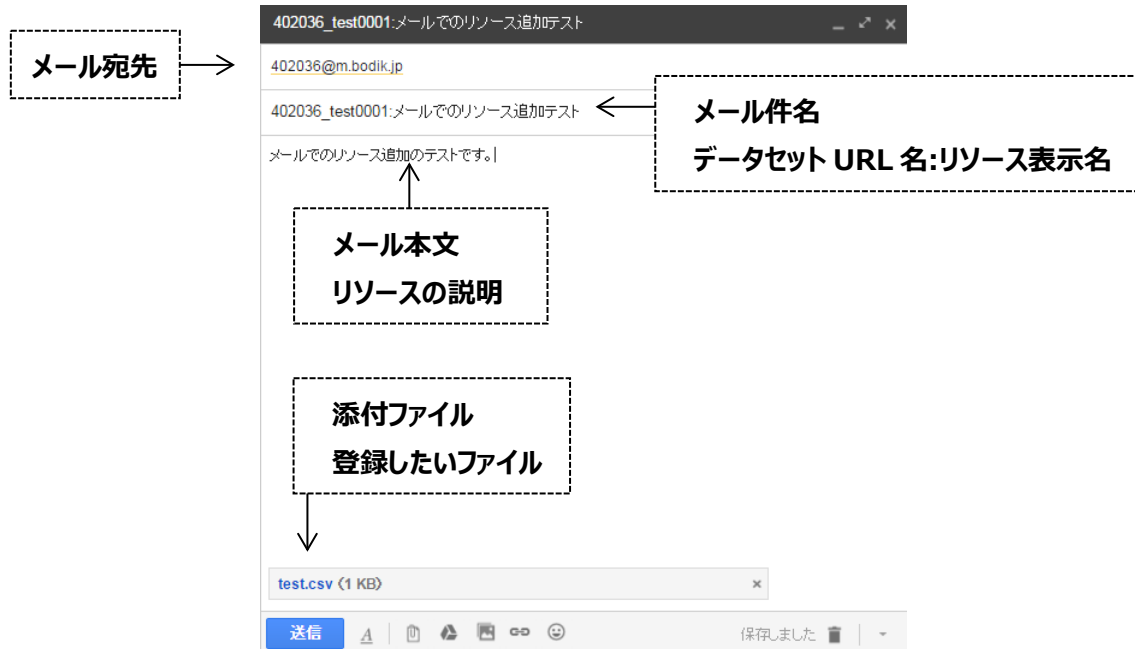 402036_test0001:メールでのリソース追加テスト
メール宛先
402036@m.bodik.jp
402036_test0001:メールでのリソース追加テスト
メール件名
データセット URL 名:リソース表示名
メールでのリソース追加のテストです。
メール本文
リソースの説明
添付ファイル
登録したいファイル
test.csv (1 KB)
送信
A
保存しました